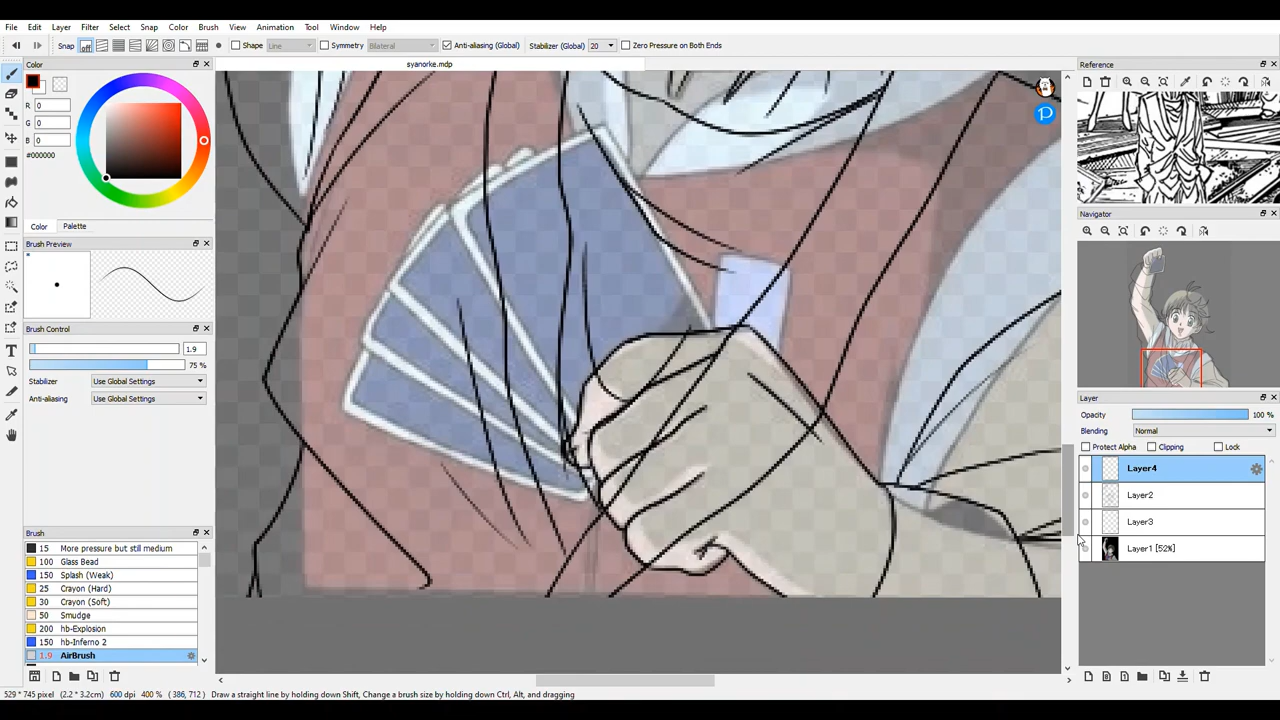 File Edit Layer Filter Select Snap Color Brush View Animation Tool Window Help
Snap off Shape Line Symmetry Bilateral Anti-aliasing (Global) Stabilizer (Global) 20 Zero Pressure on Both Ends
Color
syanorke.mdp
Reference
R 0
G 0
B 0
#000000
Color Palette
Brush Preview
Brush Control
1.9
75 %
Stabilizer Use Global Settings
Anti-aliasing Use Global Settings
Brush
15 More pressure but still medium
100 Glass Bead
150 Splash (Weak)
25 Crayon (Hard)
30 Crayon (Soft)
50 Smudge
200 hb-Explosion
150 hb-Inferno 2
1.9 AirBrush
P
Navigator
Layer
Opacity 100 %
Blending Normal
Protect Alpha Clipping Lock
Layer4
Layer2
Layer3
Layer1 [52%]
529 * 745 pixel (2.2 * 3.2cm) 600 dpi 400 % ( 386, 712 ) Draw a straight line by holding down Shift, Change a brush size by holding down Ctrl, Alt, and dragging